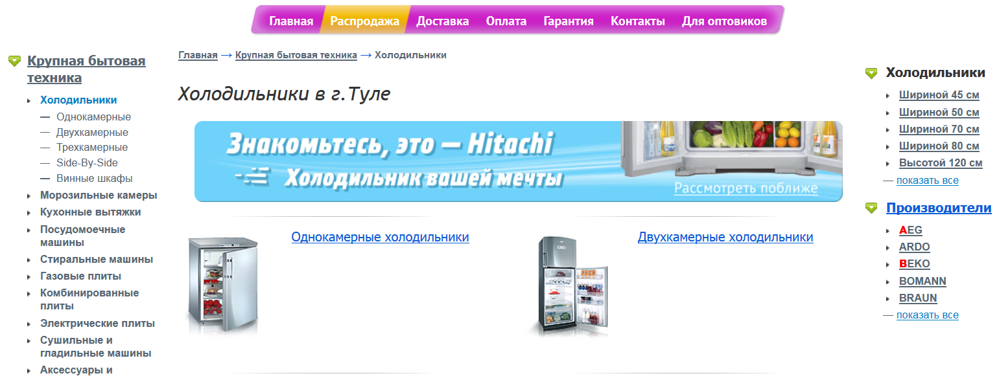 Главная Распродажа Доставка Оплата Гарантия Контакты Для оптовиков
Крупная бытовая
техника
Холодильники
— Однокамерные
— Двухкамерные
— Трехкамерные
— Side-By-Side
— Винные шкафы
Морозильные камеры
Кухонные вытяжки
Посудомоечные
машины
Стиральные машины
Газовые плиты
Комбинированные
плиты
Электрические плиты
Сушильные и
гладильные машины
Аксессуары и
Главная → Крупная бытовая техника → Холодильники
Холодильники в г.Туле
Знакомьтесь, это — Hitachi
Холодильник вашей мечты
Рассмотреть поближе
Однокамерные холодильники
Двухкамерные холодильники
Холодильники
Шириной 45 см
Шириной 50 см
Шириной 70 см
Шириной 80 см
Высотой 120 см
— показать все
Производители
AEG
ARDO
BEKO
BOMANN
BRAUN
— показать все